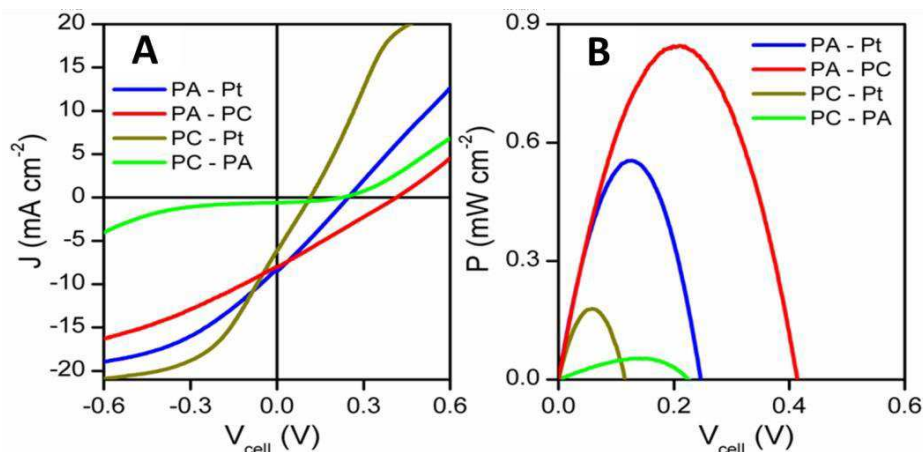 A
20
15
10
5
0
-5
-10
-15
-20
J (mA cm-2)
PA - Pt
PA - PC
PC - Pt
PC - PA
-0.6
-0.3
0.0
0.3
0.6
Vcell (V)
B
0.9
0.6
0.3
0.0
P (mW cm-2)
PA - Pt
PA - PC
PC - Pt
PC - PA
0.0
0.2
0.4
0.6
Vcell (V)